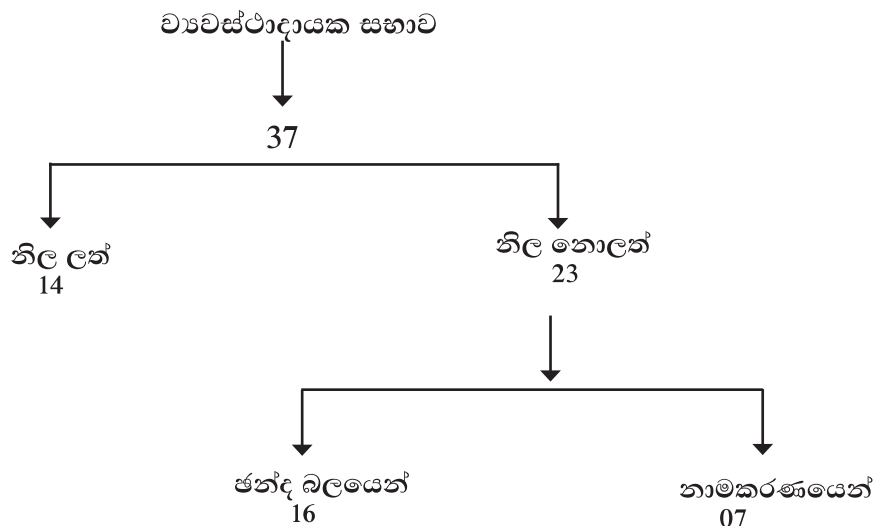 ව්‍යවස්ථාදායක සභාව
37
නිල ලත්
14
නිල නොලත්
23
ඡන්ද බලයෙන්
16
නාමකරණයෙන්
07